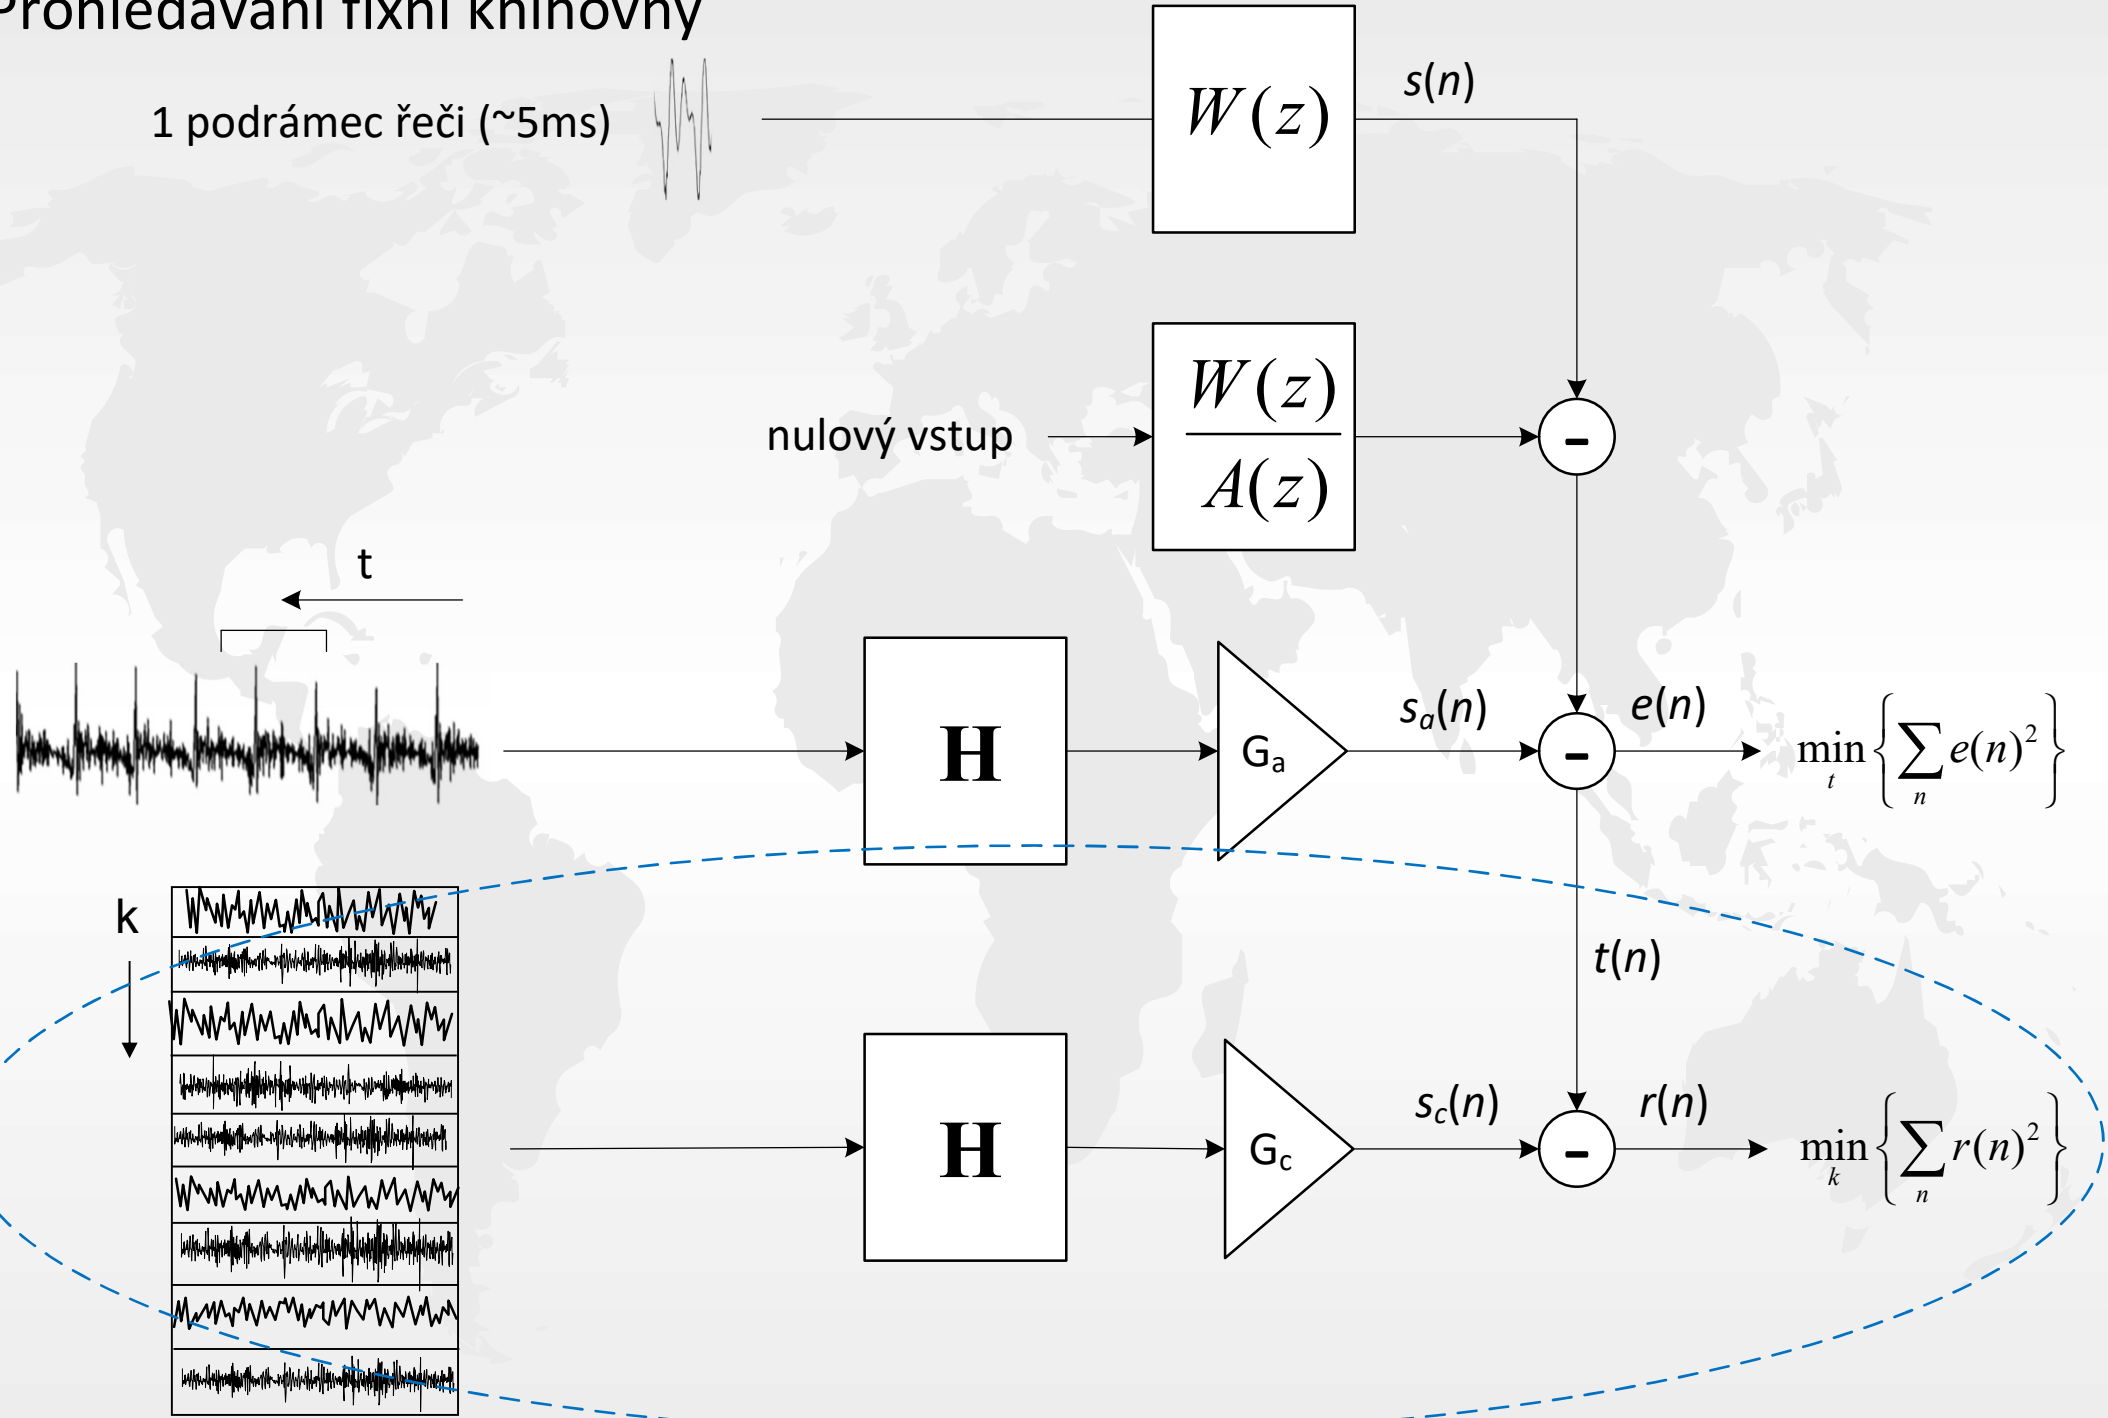 Prohledávání fixní knihovny
1 podrámec řeči (~5ms)
W(z)
s(n)
nulový vstup
W(z)
A(z)
-
t
H
Ga
sa(n)
-
e(n)
min t { ∑ n e(n)² }
k
t(n)
H
Gc
sc(n)
-
r(n)
min k { ∑ n r(n)² }